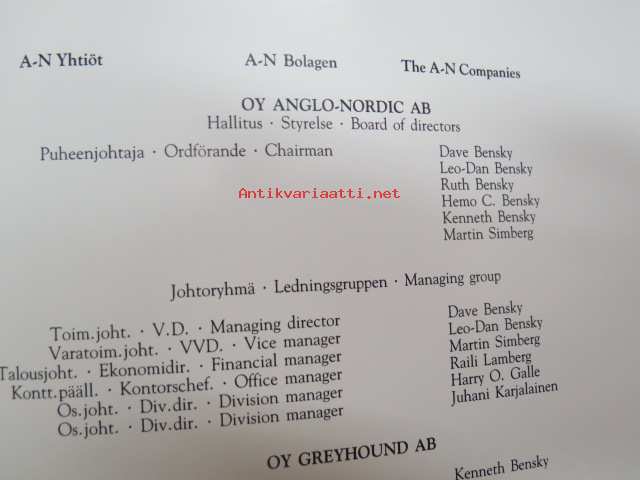 A-N Yhtiöt A-N Bolagen The A-N Companies
OY ANGLO-NORDIC AB
Hallitus · Styrelse · Board of directors
Puheenjohtaja · Ordförande · Chairman Dave Bensky
Leo-Dan Bensky
Ruth Bensky
Antikvariaatti.net
Hemo C. Bensky
Kenneth Bensky
Martin Simberg
Johtoryhmä · Ledningsgruppen · Managing group
Toim.joht. · V.D. · Managing director Dave Bensky
Varatoim.joht. · VVD. · Vice manager Leo-Dan Bensky
Talousjoht. · Ekonomidir. · Financial manager Martin Simberg
Kontt.pääll. · Kontorschef. · Office manager Raili Lamberg
Os.joht. · Div.dir. · Division manager Harry O. Galle
Os.joht. · Div.dir. · Division manager Juhani Karjalainen
OY GREYHOUND AB
Kenneth Bensky